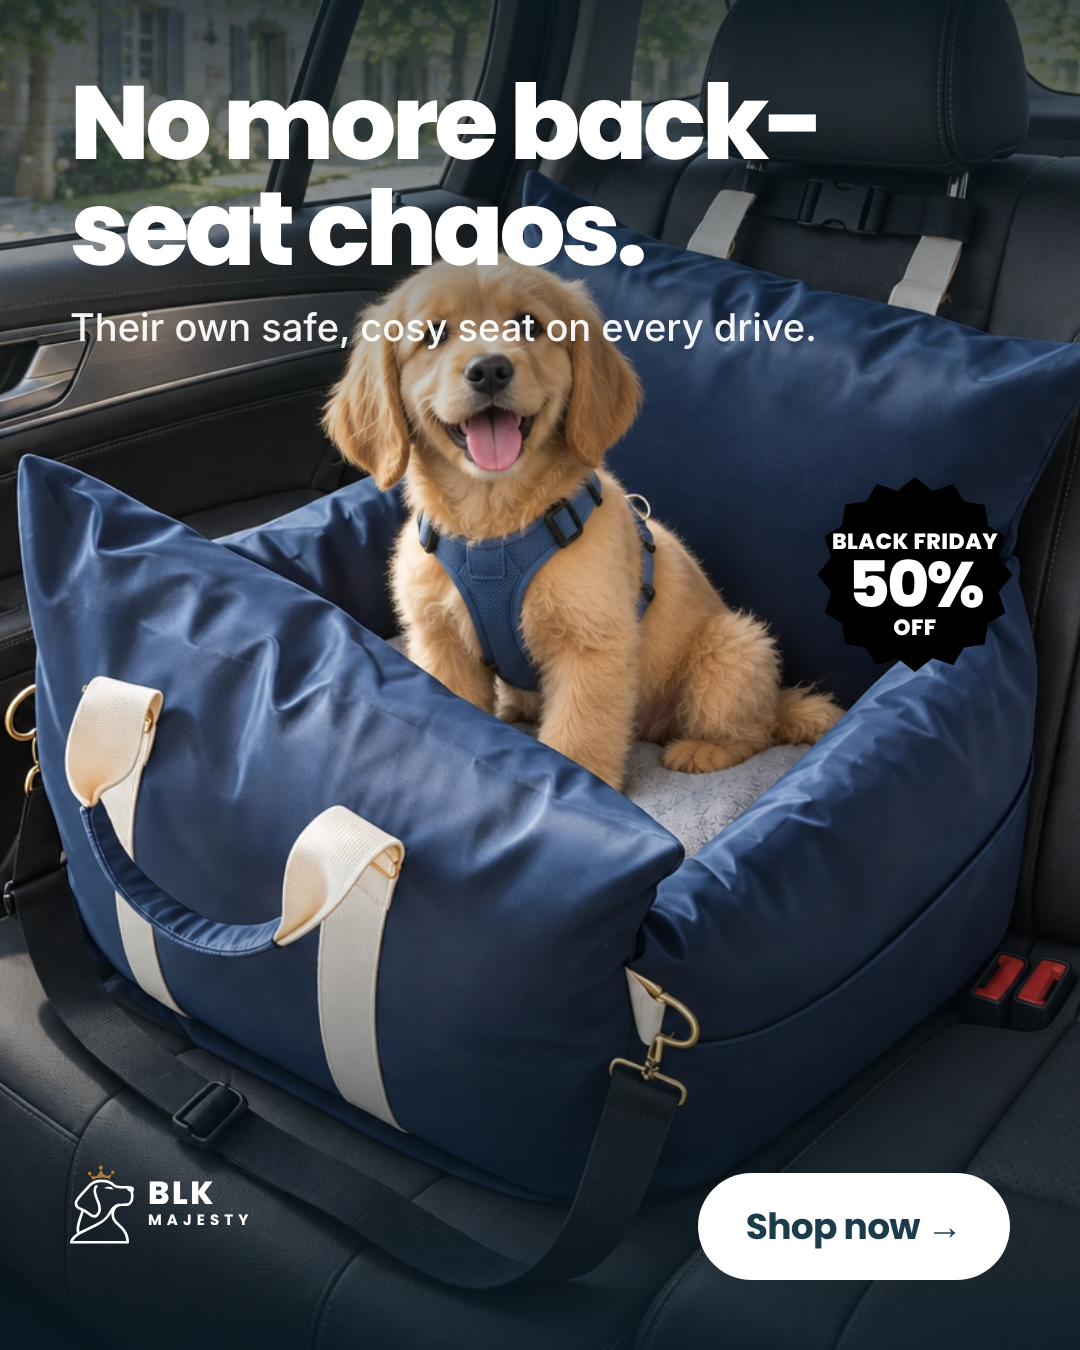 No more back-
seat chaos.
Their own safe, cosy seat on every drive.
BLACK FRIDAY
50%
OFF
BLK
MAJESTY
Shop now →